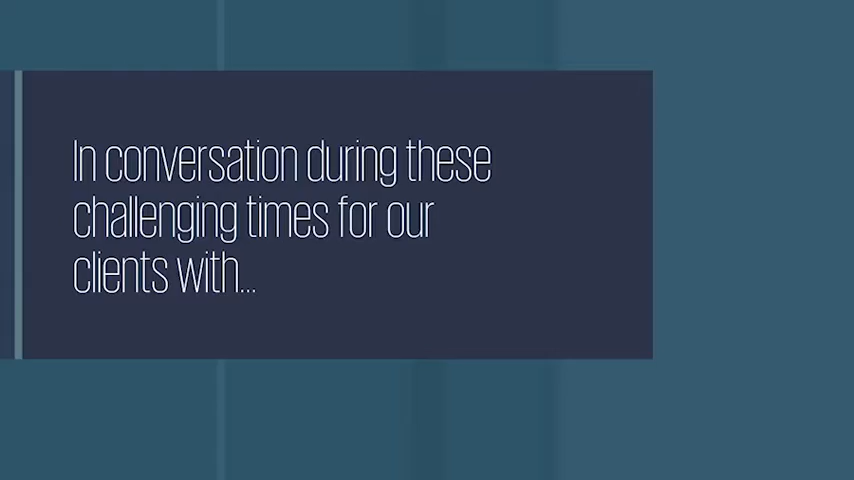 In conversation during these
challenging times for our
clients with...